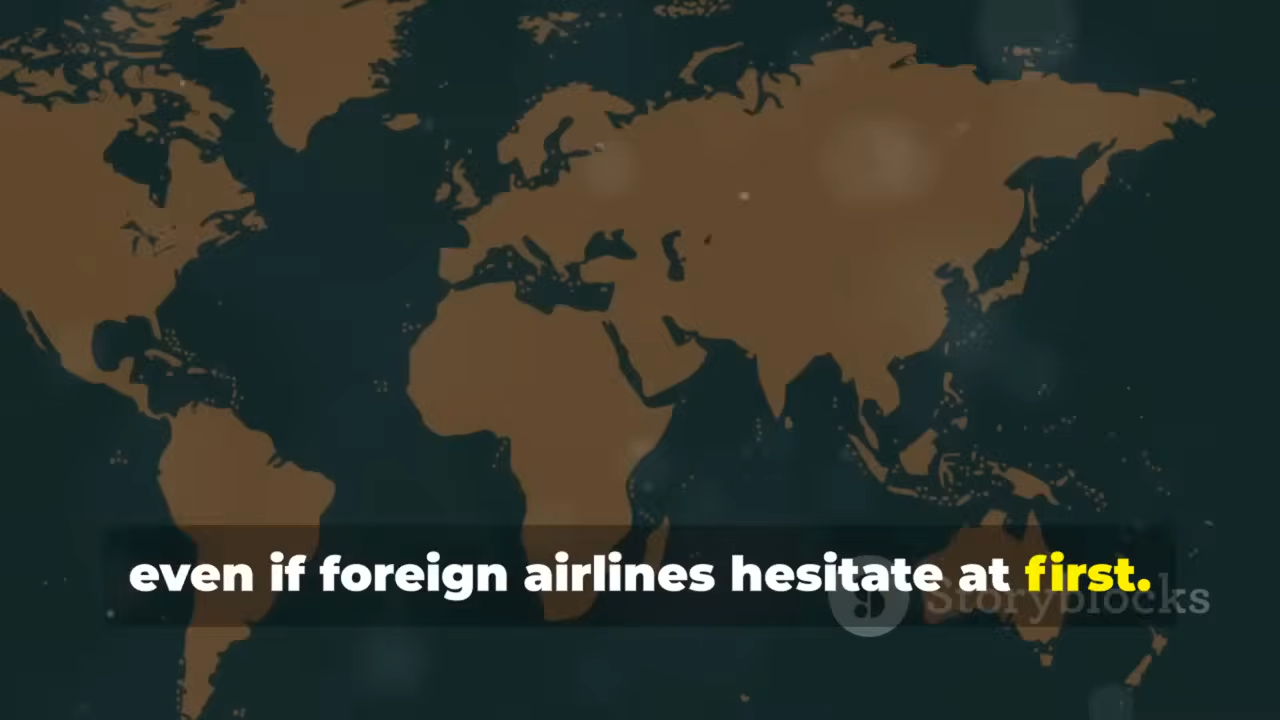 even if foreign airlines hesitate at first.
Storyblocks